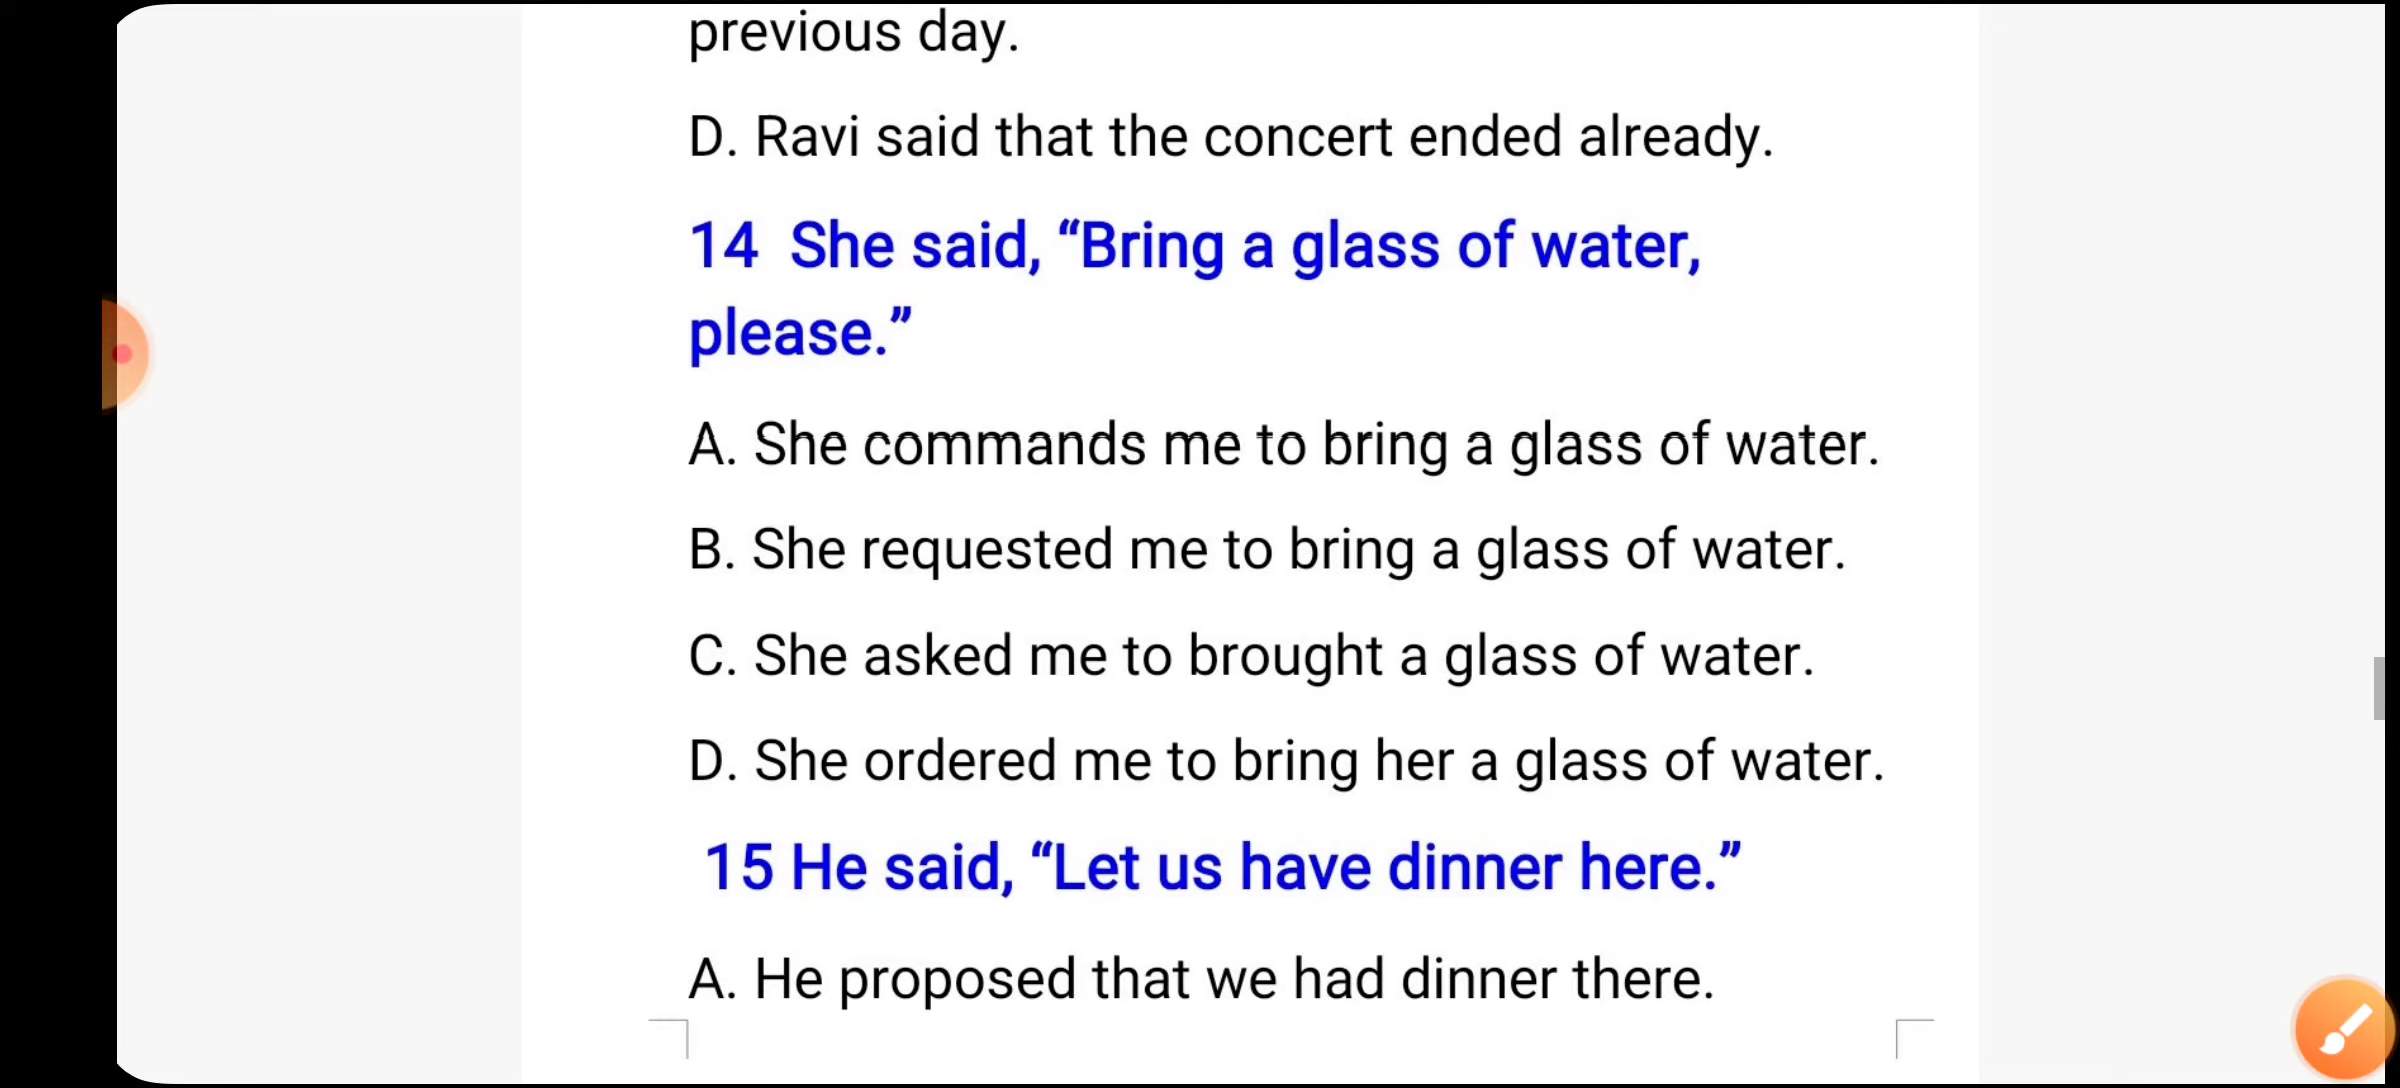 previous day.
D. Ravi said that the concert ended already.
14 She said, “Bring a glass of water,
please.”
A. She commands me to bring a glass of water.
B. She requested me to bring a glass of water.
C. She asked me to brought a glass of water.
D. She ordered me to bring her a glass of water.
15 He said, “Let us have dinner here.”
A. He proposed that we had dinner there.